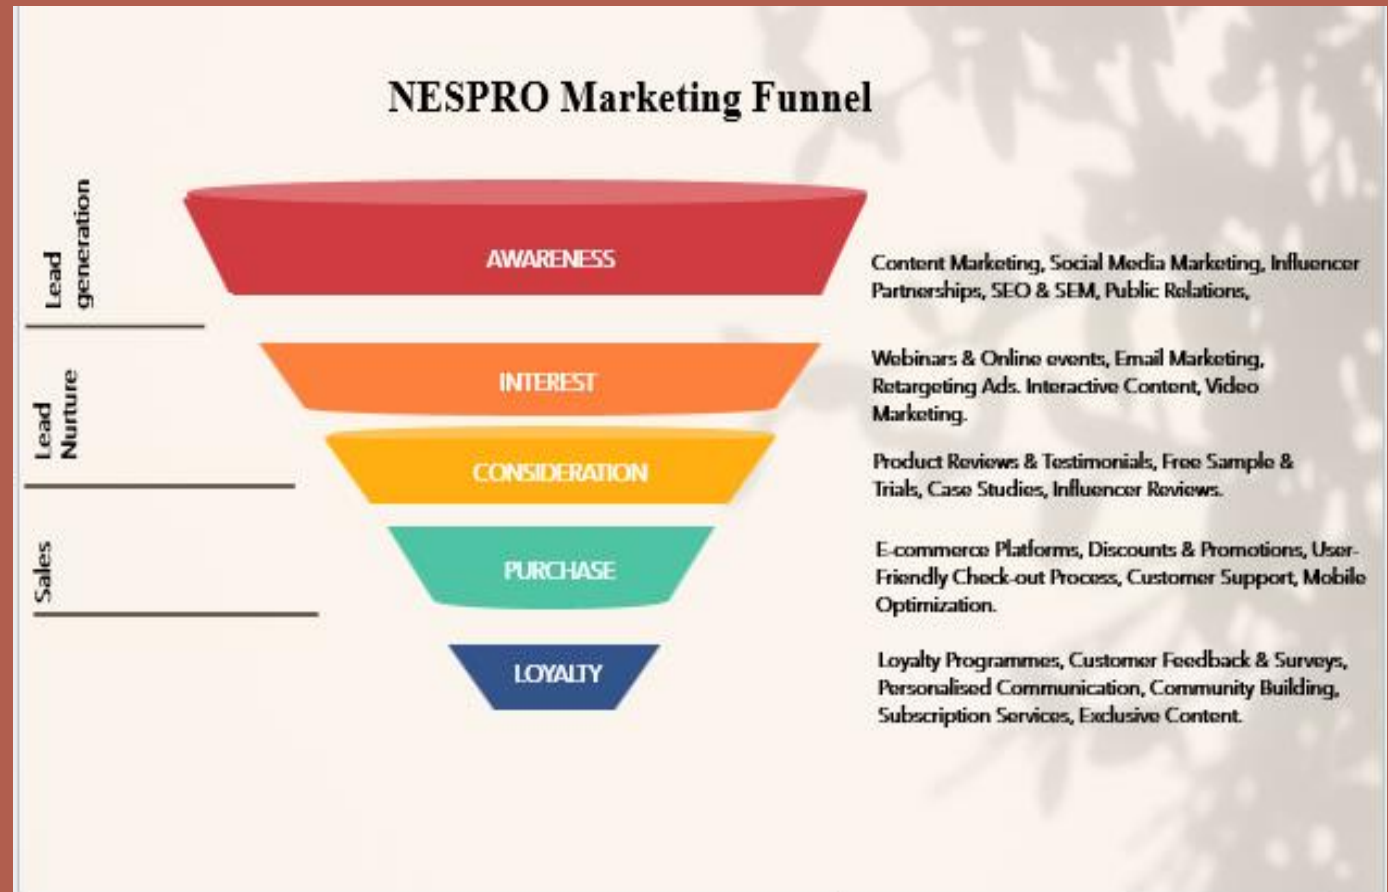 NESPRO Marketing Funnel
Lead
generation
AWARENESS
Content Marketing, Social Media Marketing, Influencer
Partnerships, SEO & SEM, Public Relations,
Lead
Nurture
INTEREST
Webinars & Online events, Email Marketing,
Retargeting Ads. Interactive Content, Video
Marketing.
CONSIDERATION
Product Reviews & Testimonials, Free Sample &
Trials, Case Studies, Influencer Reviews.
Sales
PURCHASE
E-commerce Platforms, Discounts & Promotions, User-
Friendly Check-out Process, Customer Support, Mobile
Optimization.
LOYALTY
Loyalty Programmes, Customer Feedback & Surveys,
Personalised Communication, Community Building,
Subscription Services, Exclusive Content.